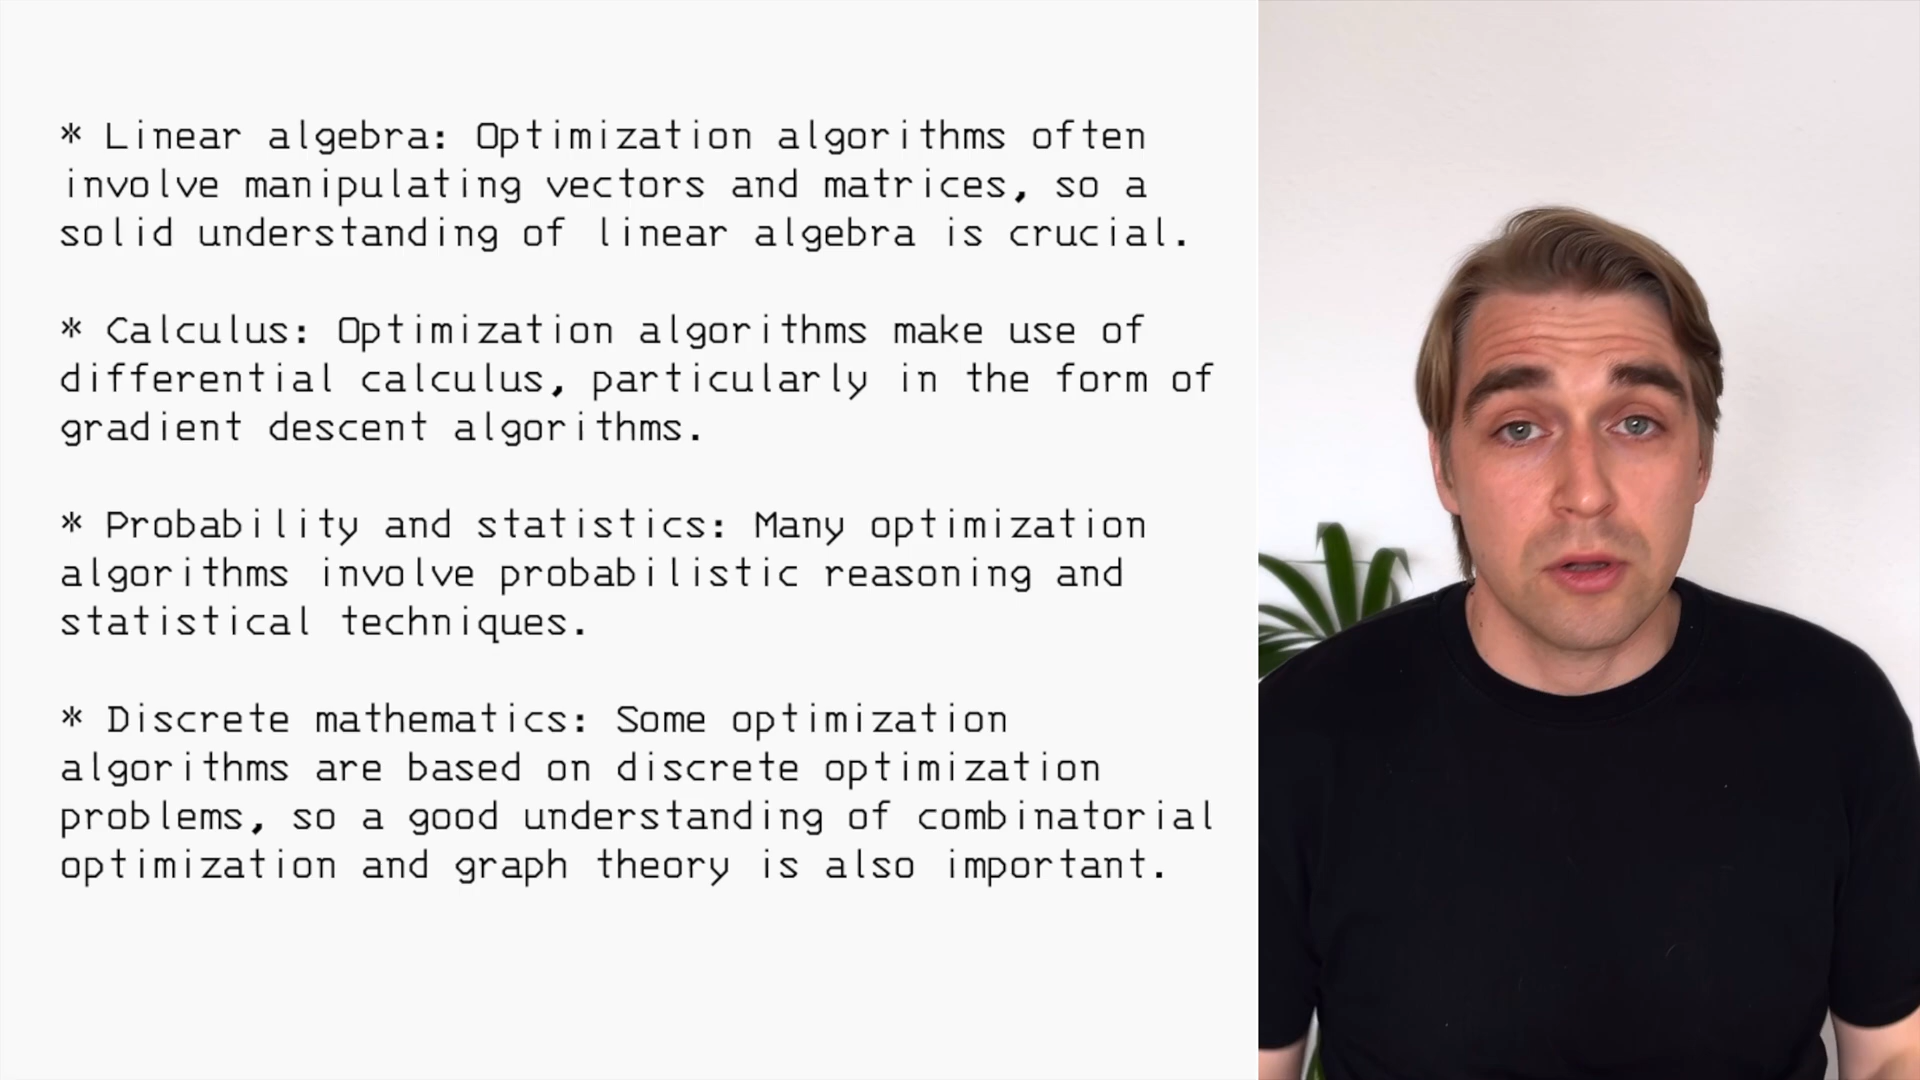 * Linear algebra: Optimization algorithms often
involve manipulating vectors and matrices, so a
solid understanding of linear algebra is crucial.
* Calculus: Optimization algorithms make use of
differential calculus, particularly in the form of
gradient descent algorithms.
* Probability and statistics: Many optimization
algorithms involve probabilistic reasoning and
statistical techniques.
* Discrete mathematics: Some optimization
algorithms are based on discrete optimization
problems, so a good understanding of combinatorial
optimization and graph theory is also important.